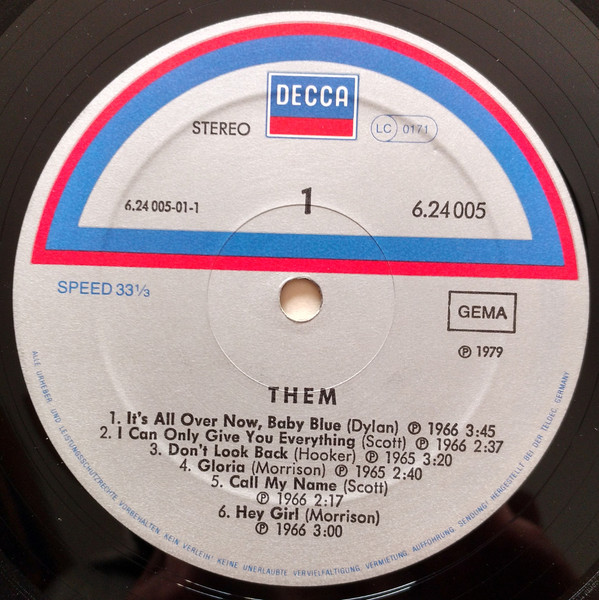 DECCA
STEREO
LC 0171
6.24 005-01-1
1
6.24005
SPEED 33 1/3
GEMA
℗ 1979
THEM
1. It's All Over Now, Baby Blue (Dylan) ℗ 1966 3:45
2. I Can Only Give You Everything (Scott) ℗ 1966 2:37
3. Don't Look Back (Hooker) ℗ 1965 3:20
4. Gloria (Morrison) ℗ 1965 2:40
5. Call My Name (Scott)
℗ 1966 2:17
6. Hey Girl (Morrison)
℗ 1966 3:00
ALLE URHEBER- UND LEISTUNGSSCHUTZRECHTE VORBEHALTEN. KEIN VERLEIH! KEINE UNERLAUBTE VERVIELFÄLTIGUNG, VERMIETUNG, AUFFÜHRUNG, SENDUNG! HERGESTELLT BEI DER TELDEC, GERMANY